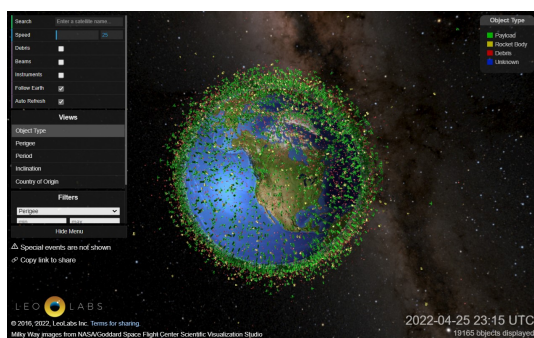 Search Enter a satellite name...
Speed 25
Debris
Beams
Instruments
Follow Earth
Auto Refresh
Views
Object Type
Perigee
Period
Inclination
Country of Origin
Filters
Perigee
Hide Menu
⚠ Special events are not shown
Copy link to share
Object Type
Payload
Rocket Body
Debris
Unknown
LEO LABS
© 2016, 2022, LeoLabs Inc. Terms for sharing.
Milky Way images from NASA/Goddard Space Flight Center Scientific Visualization Studio
2022-04-25 23:15 UTC
19165 objects displayed